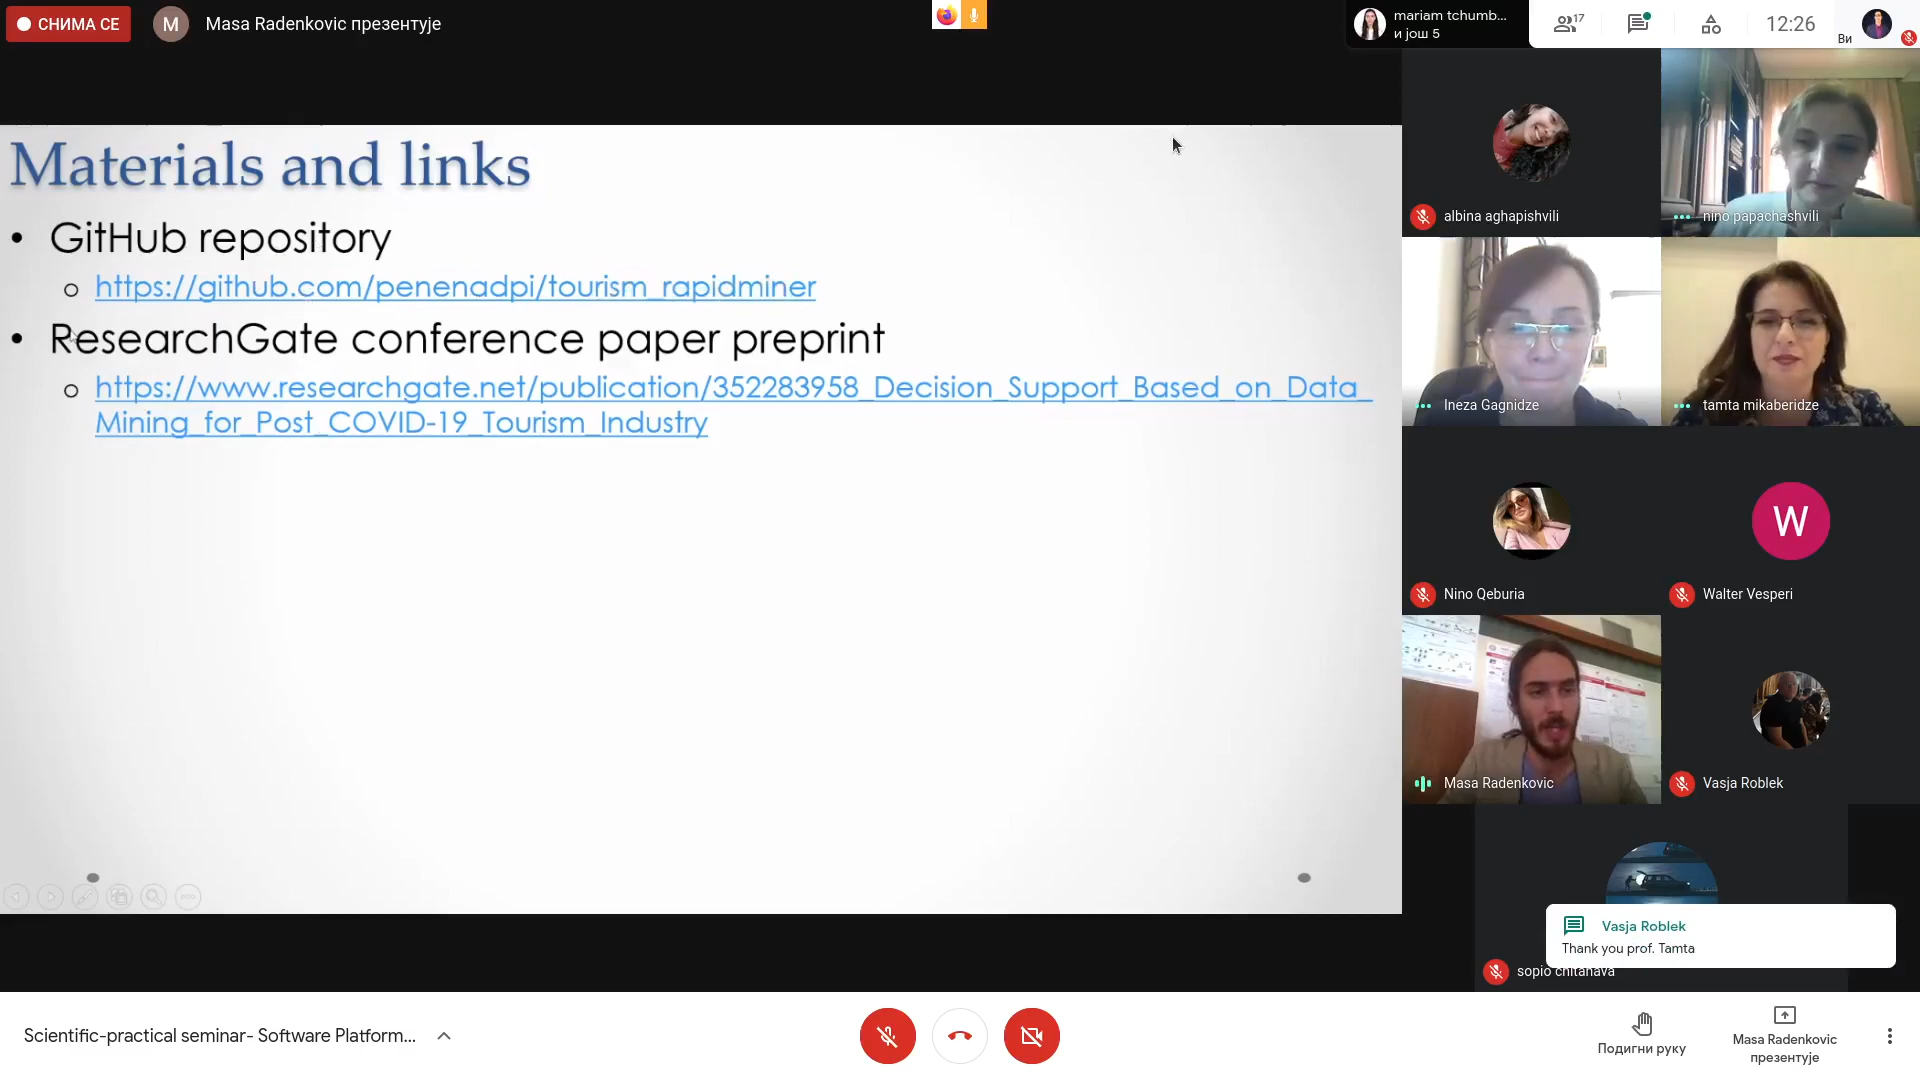 СНИМА СЕ
M
Masa Radenkovic презентује
mariam tchumb...
и још 5
17
12:26
Ви
Materials and links
• GitHub repository
o https://github.com/penenadpi/tourism_rapidminer
• ResearchGate conference paper preprint
o https://www.researchgate.net/publication/352283958_Decision_Support_Based_on_Data_
Mining_for_Post_COVID-19_Tourism_Industry
albina aghapishvili
nino papachashvili
Ineza Gagnidze
tamta mikaberidze
W
Nino Qeburia
Walter Vesperi
Masa Radenkovic
Vasja Roblek
Vasja Roblek
Thank you prof. Tamta
sopio chitanava
Scientific-practical seminar- Software Platform...
Подигни руку
Masa Radenkovic
презентује